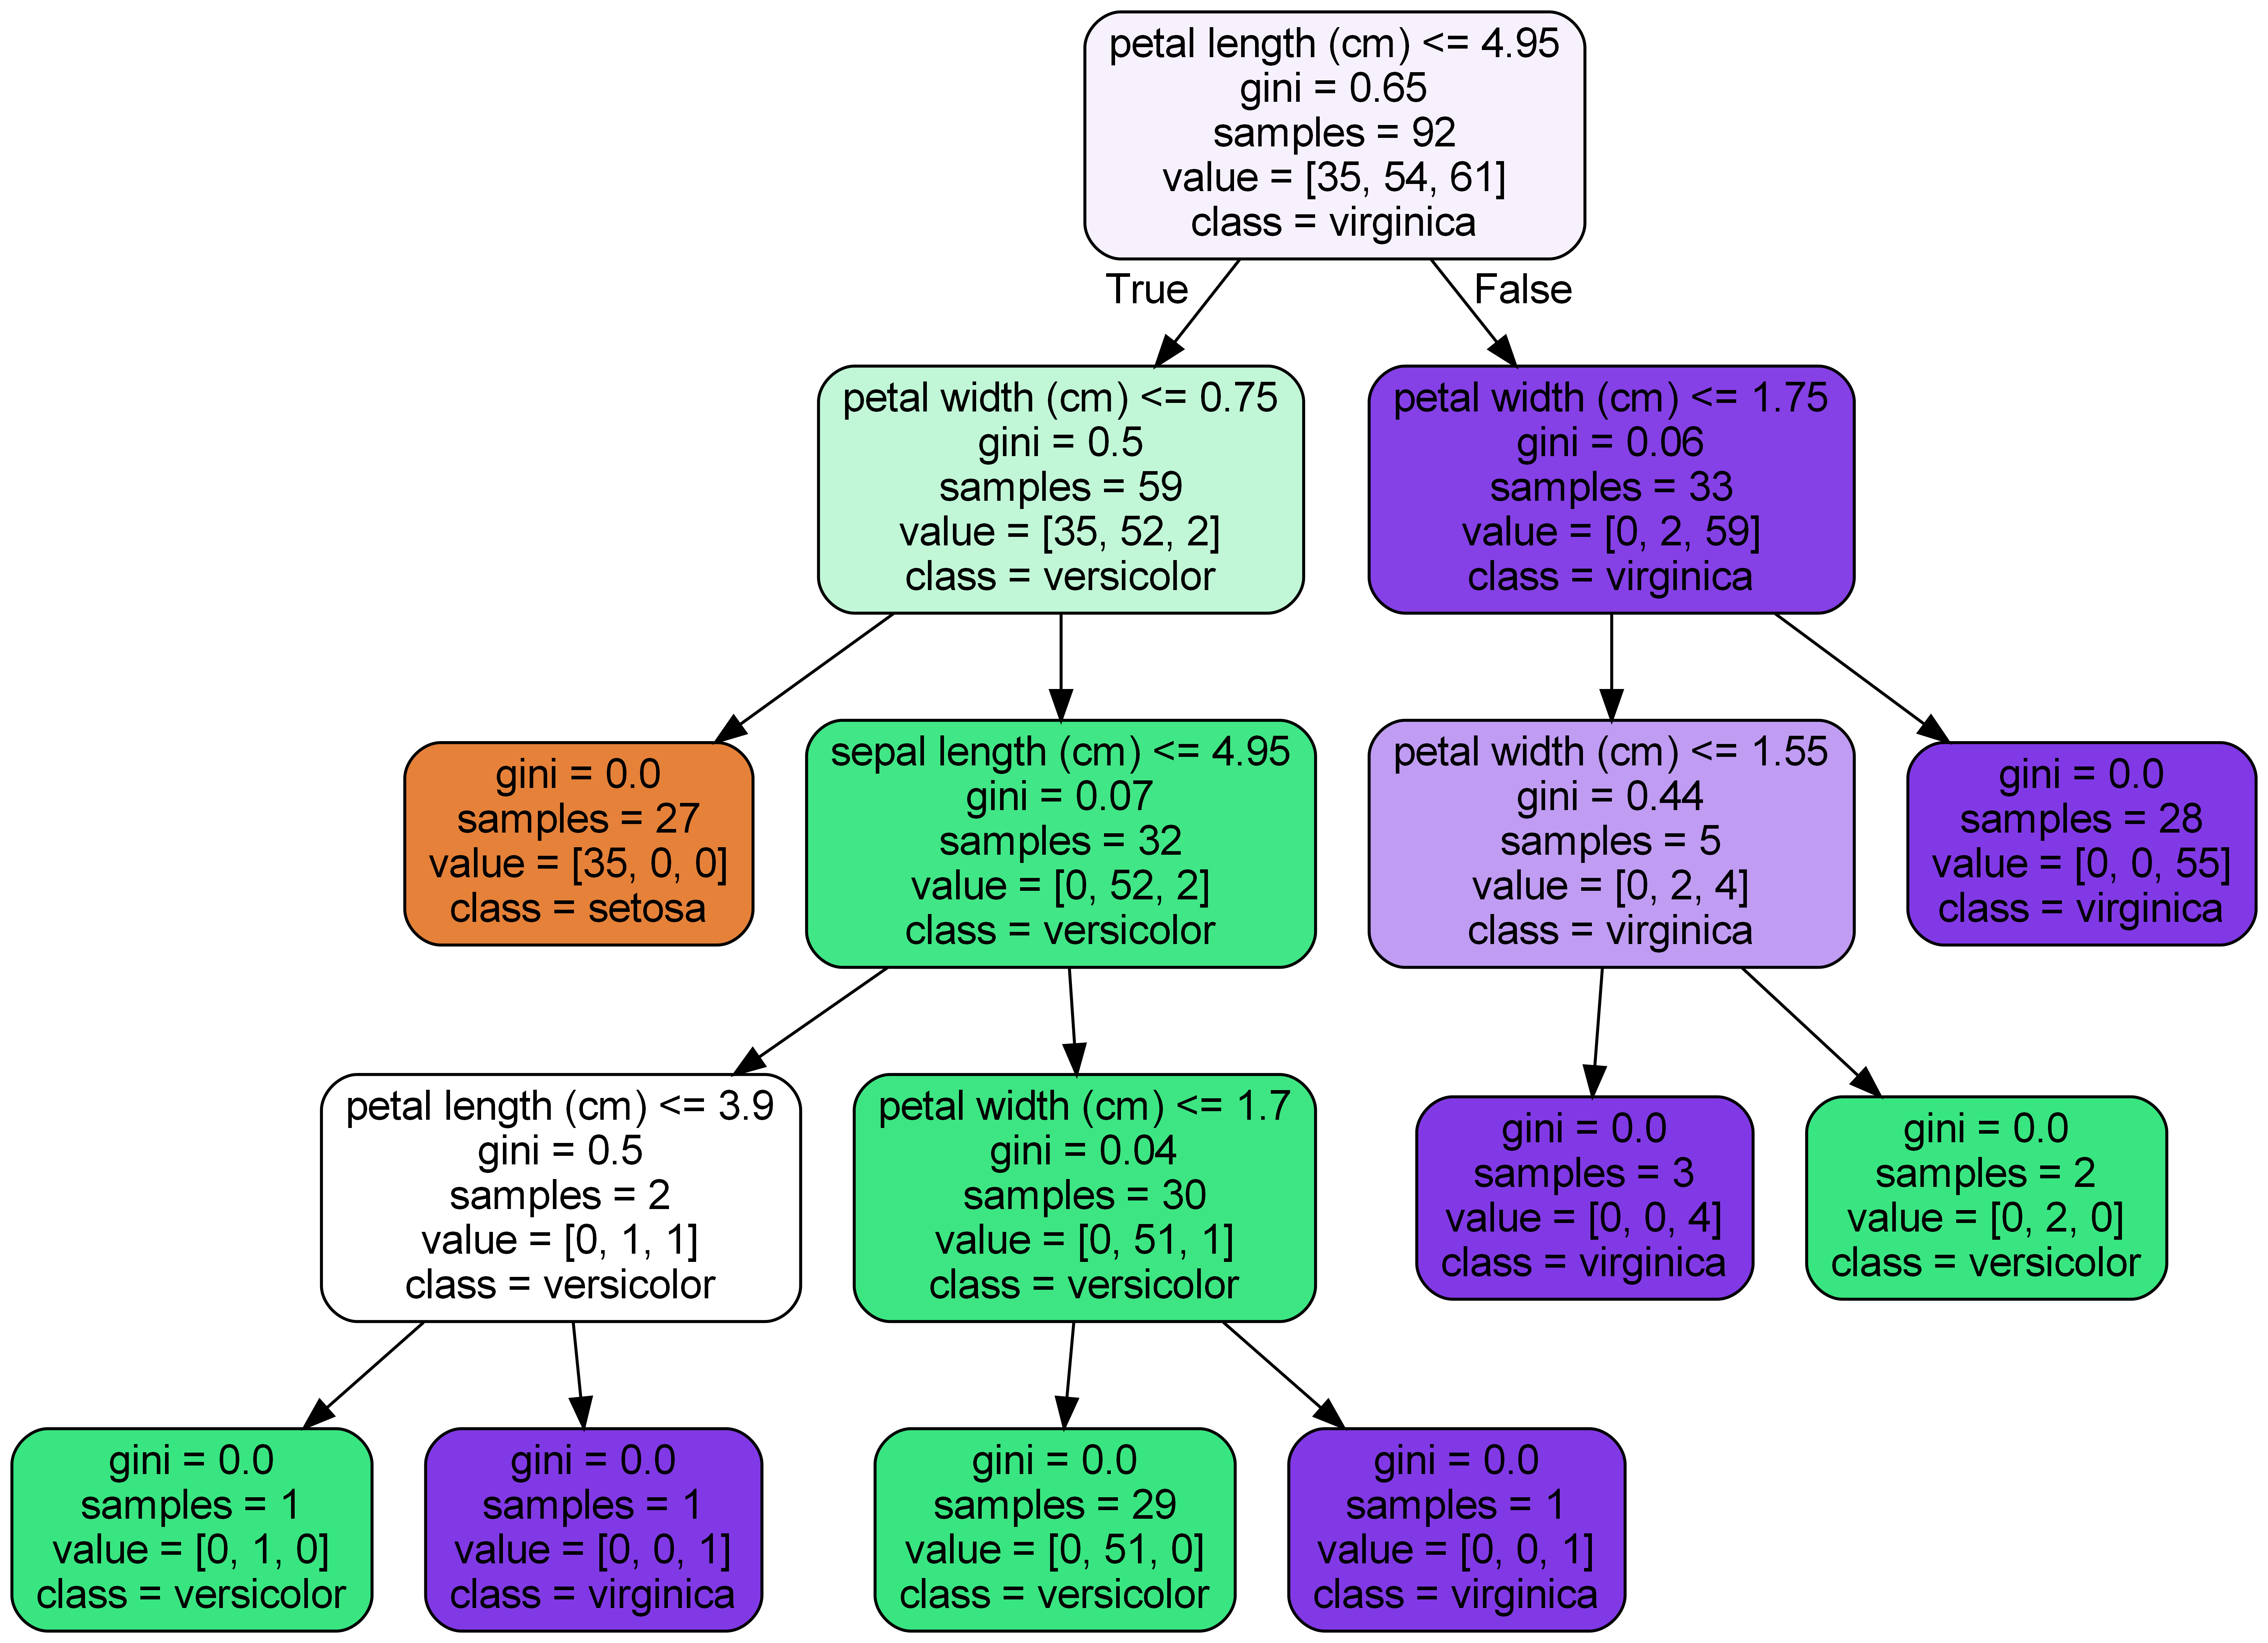 petal length (cm) <= 4.95
gini = 0.65
samples = 92
value = [35, 54, 61]
class = virginica
True
False
petal width (cm) <= 0.75
gini = 0.5
samples = 59
value = [35, 52, 2]
class = versicolor
petal width (cm) <= 1.75
gini = 0.06
samples = 33
value = [0, 2, 59]
class = virginica
gini = 0.0
samples = 27
value = [35, 0, 0]
class = setosa
sepal length (cm) <= 4.95
gini = 0.07
samples = 32
value = [0, 52, 2]
class = versicolor
petal width (cm) <= 1.55
gini = 0.44
samples = 5
value = [0, 2, 4]
class = virginica
gini = 0.0
samples = 28
value = [0, 0, 55]
class = virginica
petal length (cm) <= 3.9
gini = 0.5
samples = 2
value = [0, 1, 1]
class = versicolor
petal width (cm) <= 1.7
gini = 0.04
samples = 30
value = [0, 51, 1]
class = versicolor
gini = 0.0
samples = 3
value = [0, 0, 4]
class = virginica
gini = 0.0
samples = 2
value = [0, 2, 0]
class = versicolor
gini = 0.0
samples = 1
value = [0, 1, 0]
class = versicolor
gini = 0.0
samples = 1
value = [0, 0, 1]
class = virginica
gini = 0.0
samples = 29
value = [0, 51, 0]
class = versicolor
gini = 0.0
samples = 1
value = [0, 0, 1]
class = virginica